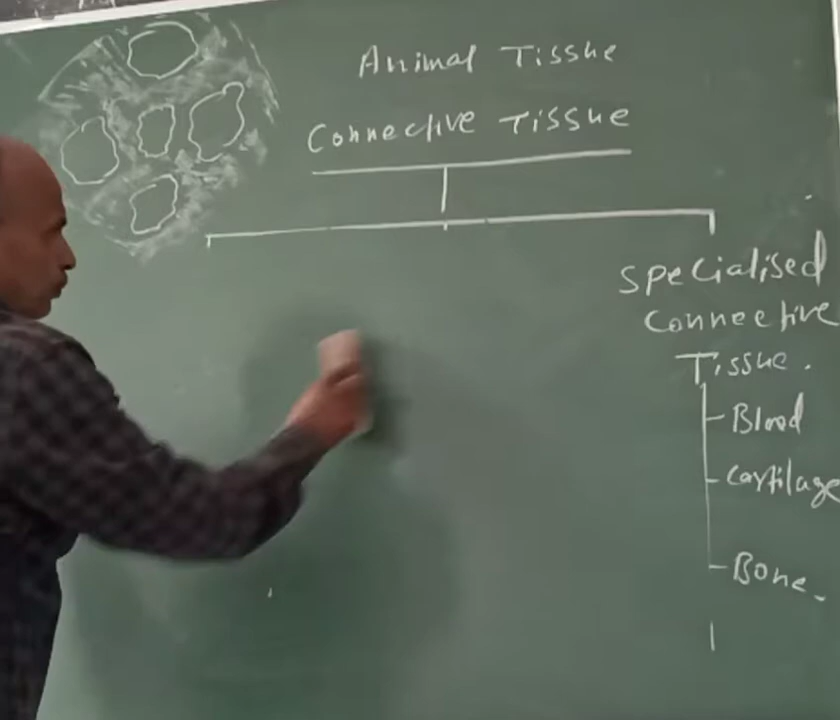 Animal Tissue
Connective Tissue
Specialised
Connective
Tissue.
Blood
Cartilage
Bone.